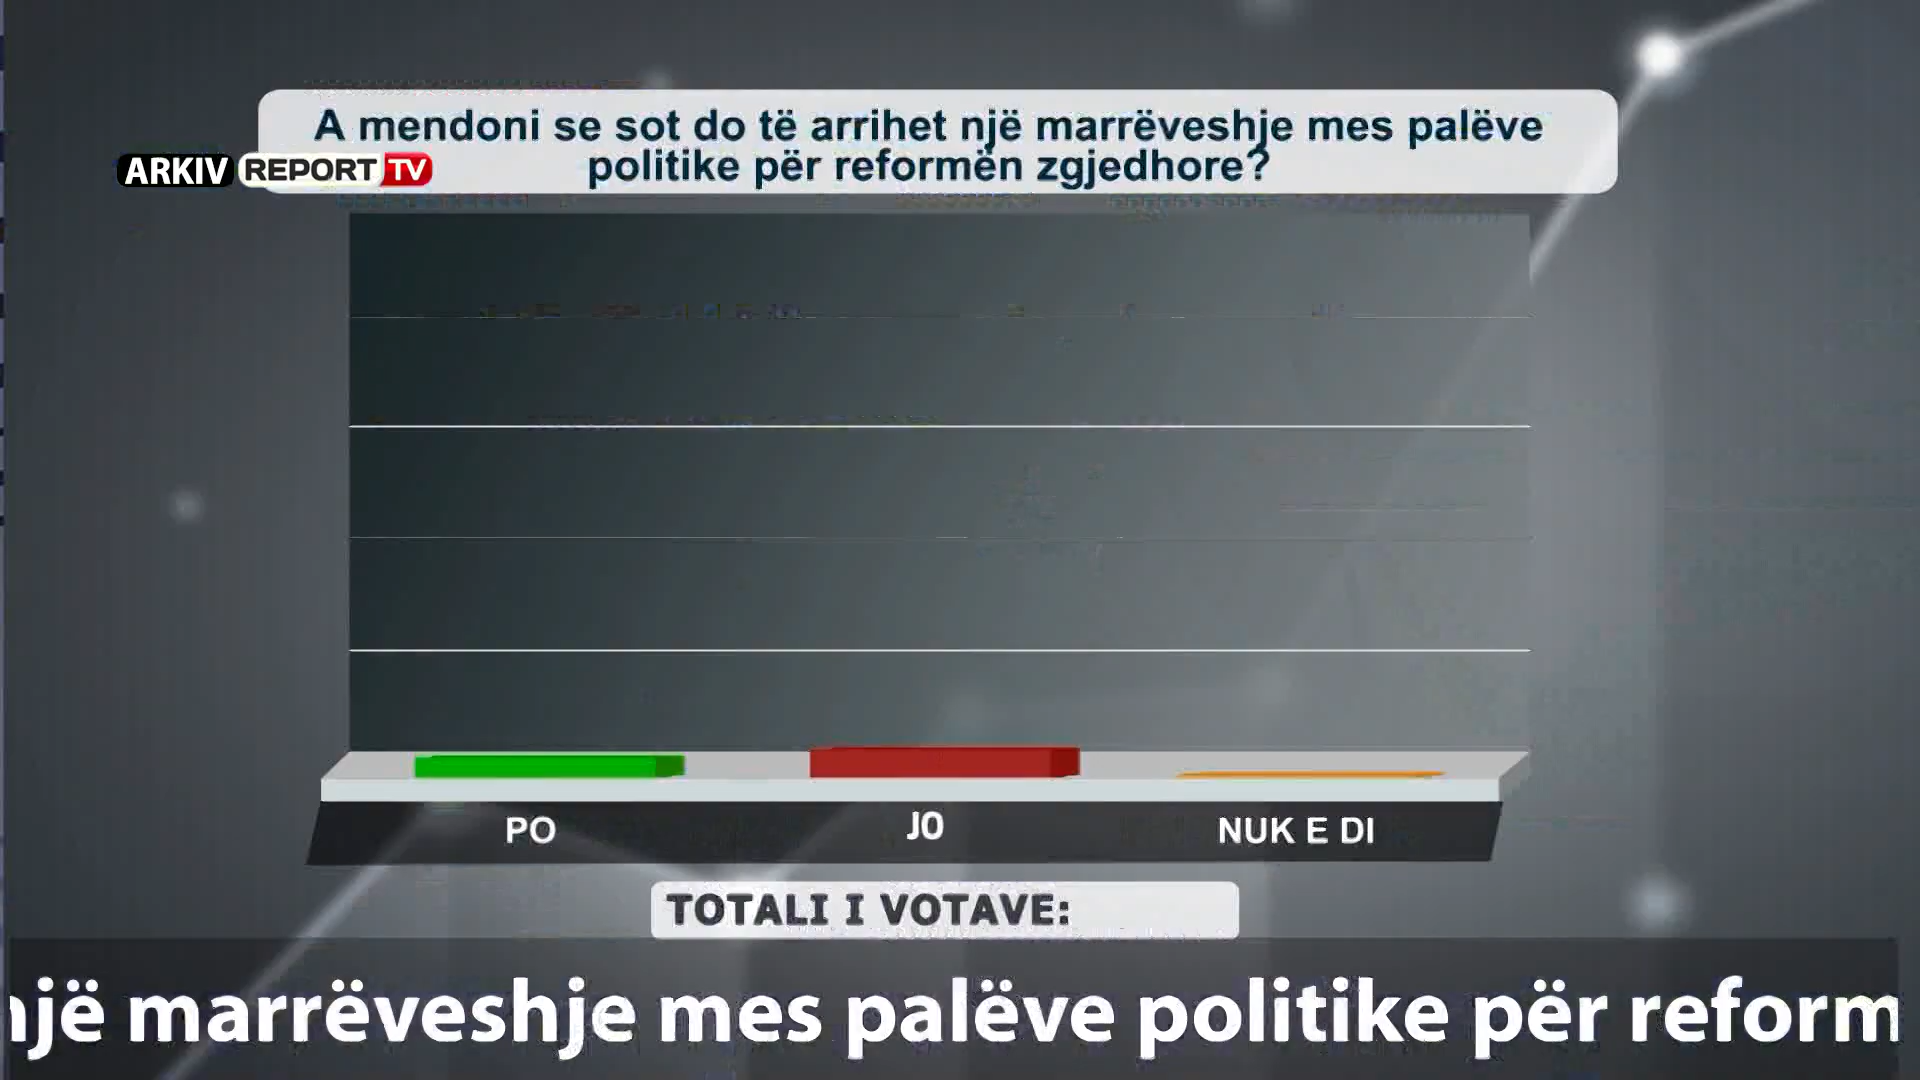 A mendoni se sot do të arrihet një marrëveshje mes palëve
politike për reformën zgjedhore?
ARKIV REPORT TV
PO
JO
NUK E DI
TOTALI I VOTAVE:
një marrëveshje mes palëve politike për reform